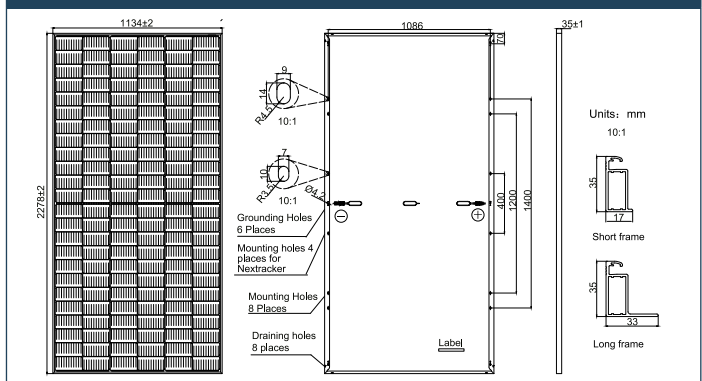 1134±2
1086
35±1
70
9
14
R4.5
10:1
7
10
R3.5
10:1
Ø4.2
2278±2
400
1200
1400
Grounding Holes
6 Places
Mounting holes 4
places for
Nextracker
Mounting Holes
8 Places
Draining holes
8 places
Label
Units: mm
10:1
35
17
Short frame
35
33
Long frame